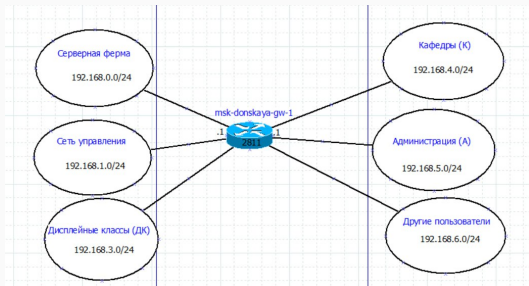 Серверная ферма
192.168.0.0/24
Сеть управления
192.168.1.0/24
Дисплейные классы (ДК)
192.168.3.0/24
msk-donskaya-gw-1
.1
.1
2811
Кафедры (К)
192.168.4.0/24
Администрация (А)
192.168.5.0/24
Другие пользователи
192.168.6.0/24